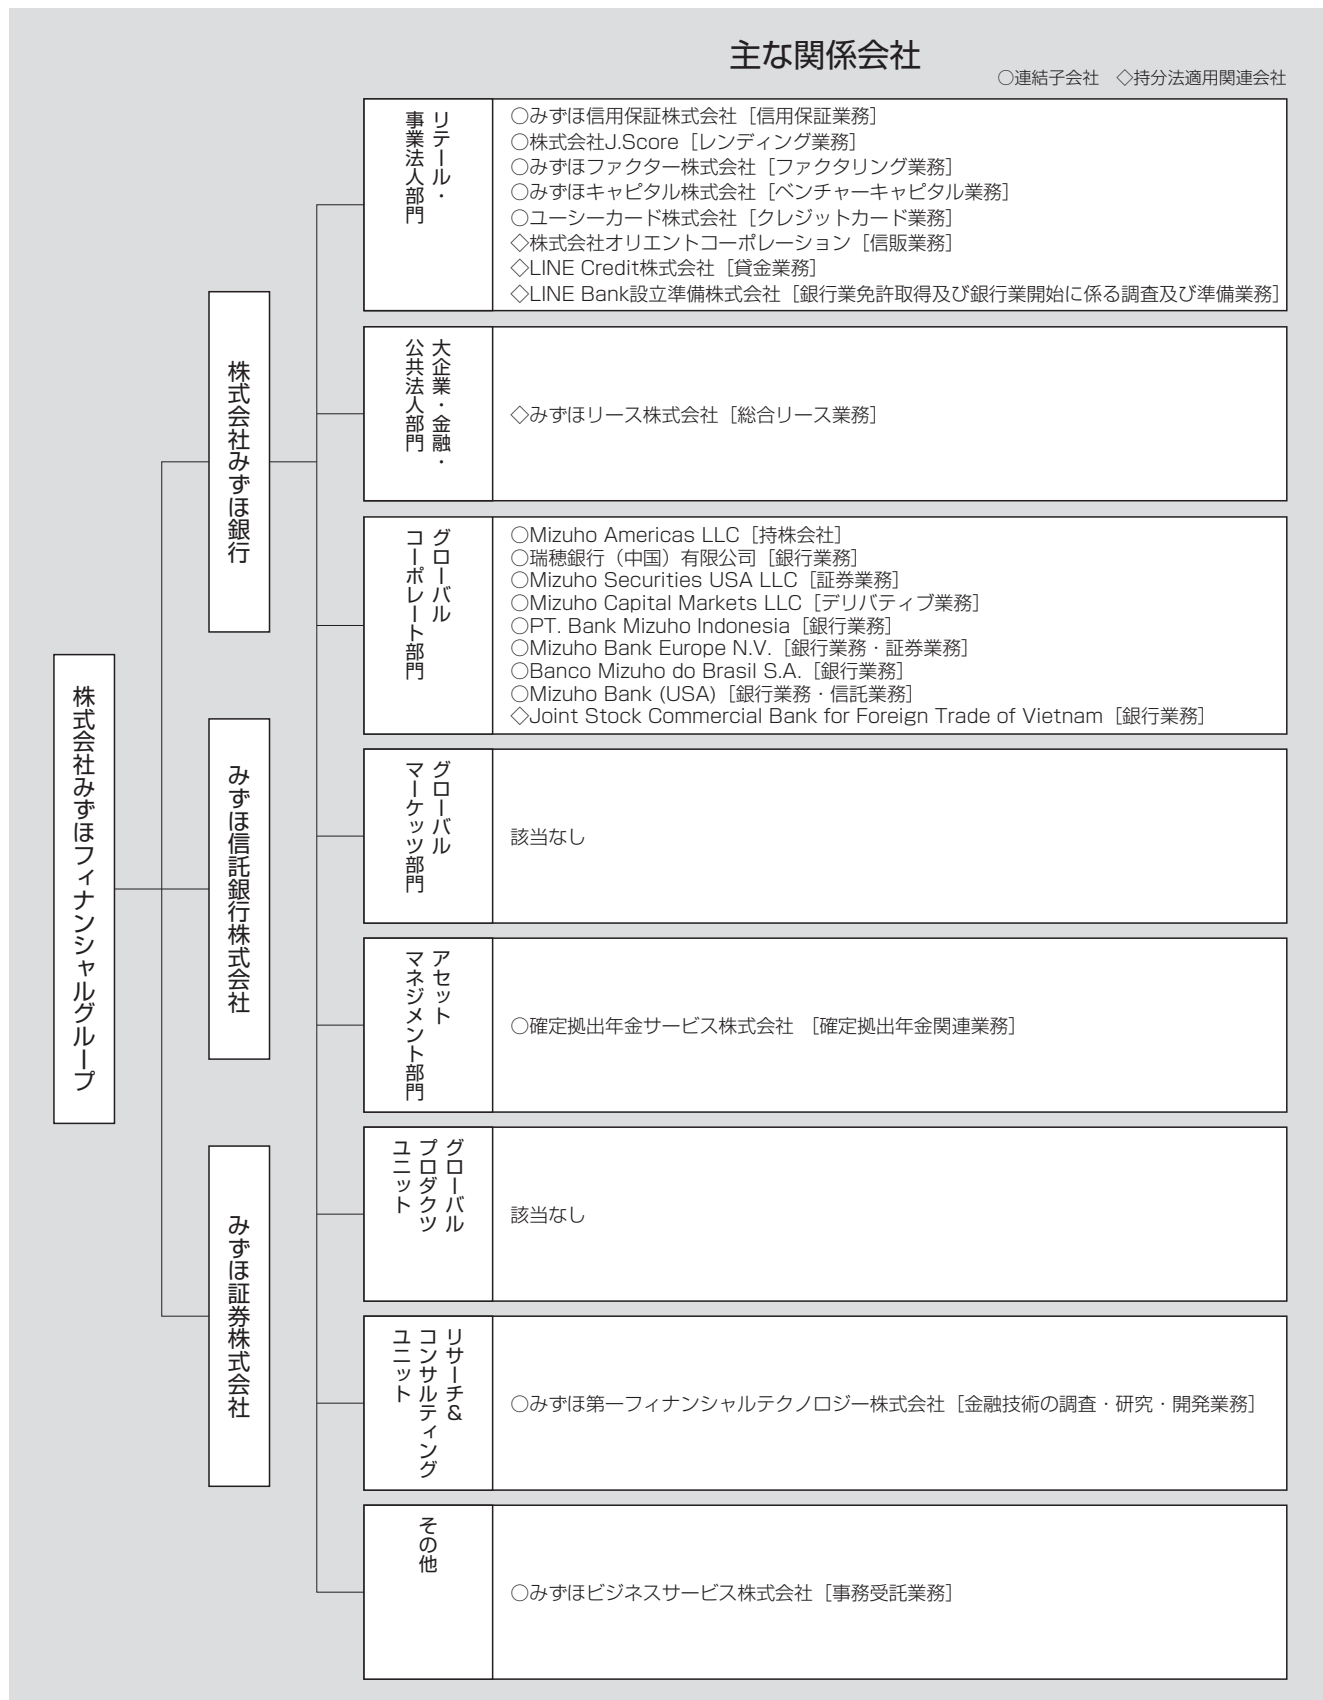 主な関係会社
○連結子会社 ◇持分法適用関連会社
株式会社みずほフィナンシャルグループ
株式会社みずほ銀行
みずほ信託銀行株式会社
みずほ証券株式会社
リテール・
事業法人部門
○みずほ信用保証株式会社［信用保証業務］
○株式会社J.Score［レンディング業務］
○みずほファクター株式会社［ファクタリング業務］
○みずほキャピタル株式会社［ベンチャーキャピタル業務］
○ユーシーカード株式会社［クレジットカード業務］
◇株式会社オリエントコーポレーション［信販業務］
◇LINE Credit株式会社［貸金業務］
◇LINE Bank設立準備株式会社［銀行業免許取得及び銀行業開始に係る調査及び準備業務］
大企業・金融・
公共法人部門
◇みずほリース株式会社［総合リース業務］
グローバル
コーポレート部門
○Mizuho Americas LLC［持株会社］
○瑞穂銀行（中国）有限公司［銀行業務］
○Mizuho Securities USA LLC［証券業務］
○Mizuho Capital Markets LLC［デリバティブ業務］
○PT. Bank Mizuho Indonesia［銀行業務］
○Mizuho Bank Europe N.V.［銀行業務・証券業務］
○Banco Mizuho do Brasil S.A.［銀行業務］
○Mizuho Bank (USA)［銀行業務・信託業務］
◇Joint Stock Commercial Bank for Foreign Trade of Vietnam［銀行業務］
グローバル
マーケッツ部門
該当なし
アセット
マネジメント部門
○確定拠出年金サービス株式会社 ［確定拠出年金関連業務］
グローバル
プロダクツ
ユニット
該当なし
リサーチ＆
コンサルティング
ユニット
○みずほ第一フィナンシャルテクノロジー株式会社［金融技術の調査・研究・開発業務］
その他
○みずほビジネスサービス株式会社［事務受託業務］